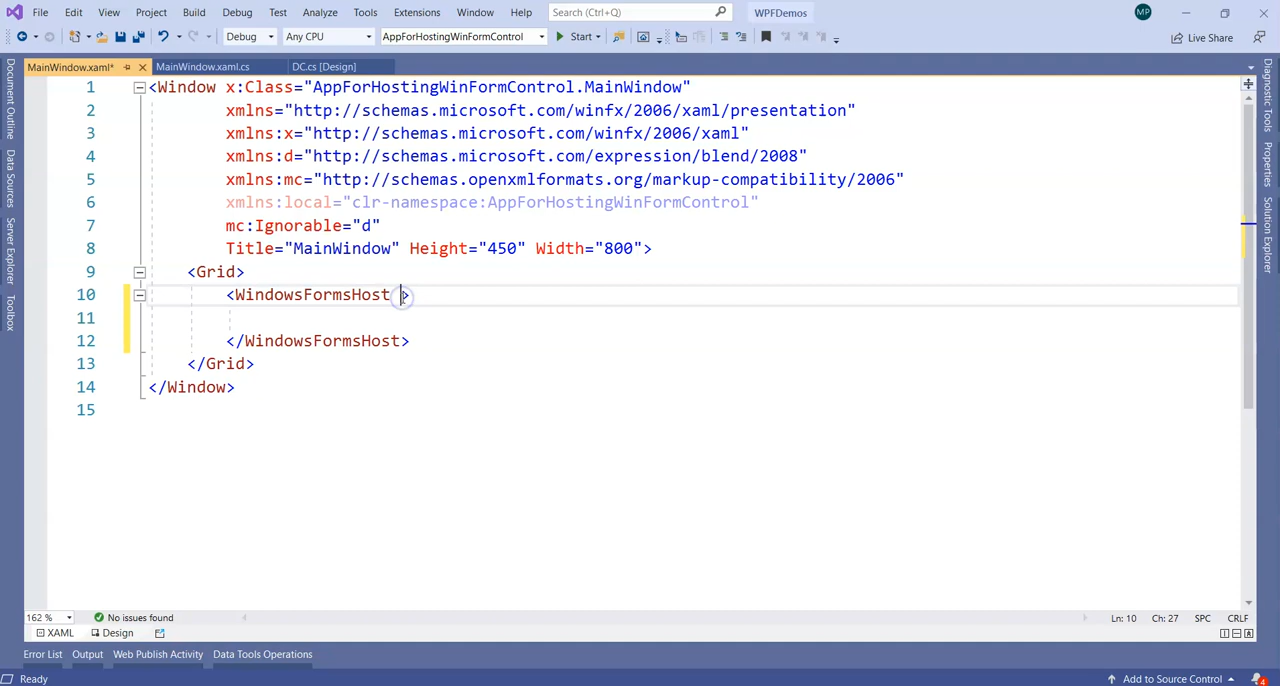 File Edit View Project Build Debug Test Analyze Tools Extensions Window Help Search (Ctrl+Q) WPFDemos MP
Debug Any CPU AppForHostingWinFormControl Start Live Share
MainWindow.xaml* MainWindow.xaml.cs DC.cs [Design]
Document Outline
Data Sources
Server Explorer
Toolbox
1 <Window x:Class="AppForHostingWinFormControl.MainWindow"
2 xmlns="http://schemas.microsoft.com/winfx/2006/xaml/presentation"
3 xmlns:x="http://schemas.microsoft.com/winfx/2006/xaml"
4 xmlns:d="http://schemas.microsoft.com/expression/blend/2008"
5 xmlns:mc="http://schemas.openxmlformats.org/markup-compatibility/2006"
6 xmlns:local="clr-namespace:AppForHostingWinFormControl"
7 mc:Ignorable="d"
8 Title="MainWindow" Height="450" Width="800">
9 <Grid>
10 <WindowsFormsHost >
11
12 </WindowsFormsHost>
13 </Grid>
14 </Window>
15
Diagnostic Tools
Properties
Solution Explorer
162 % No issues found Ln: 10 Ch: 27 SPC CRLF
XAML Design
Error List Output Web Publish Activity Data Tools Operations
Ready Add to Source Control 4